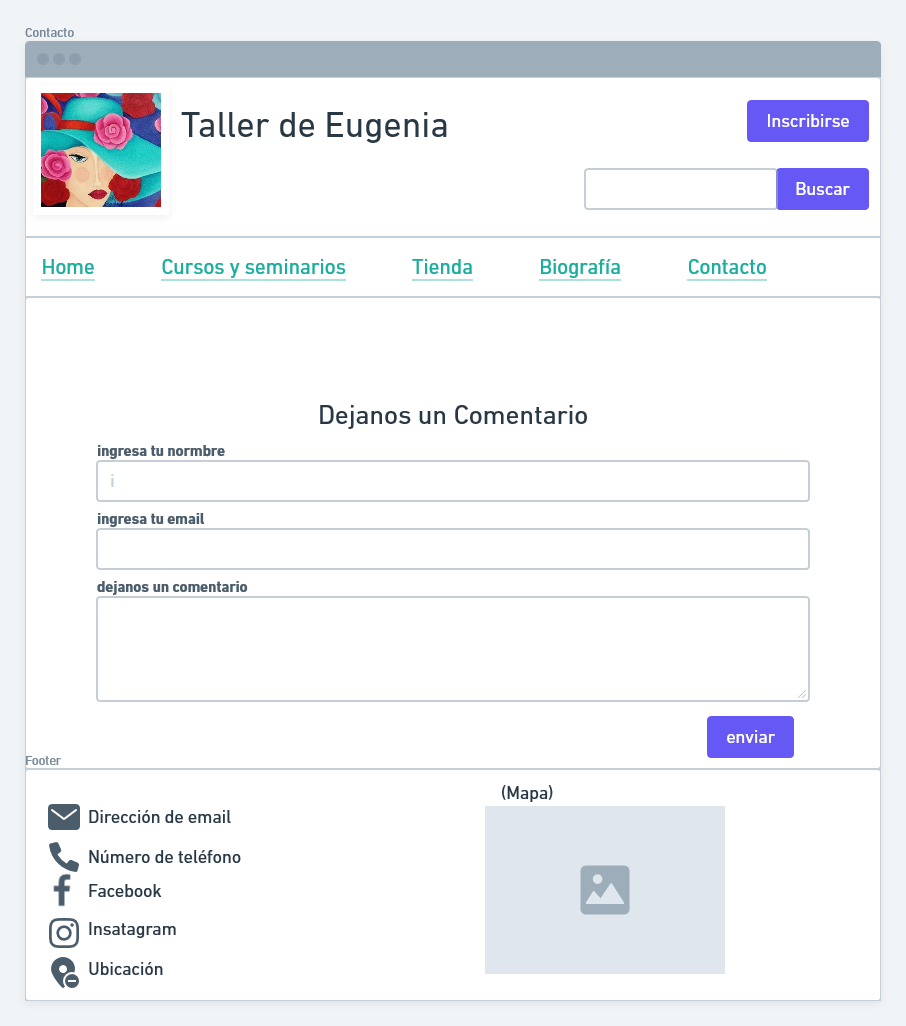 Contacto
Taller de Eugenia
Inscribirse
Buscar
Home
Cursos y seminarios
Tienda
Biografía
Contacto
Dejanos un Comentario
ingresa tu normbre
i
ingresa tu email
dejanos un comentario
enviar
Footer
(Mapa)
Dirección de email
Número de teléfono
Facebook
Insatagram
Ubicación